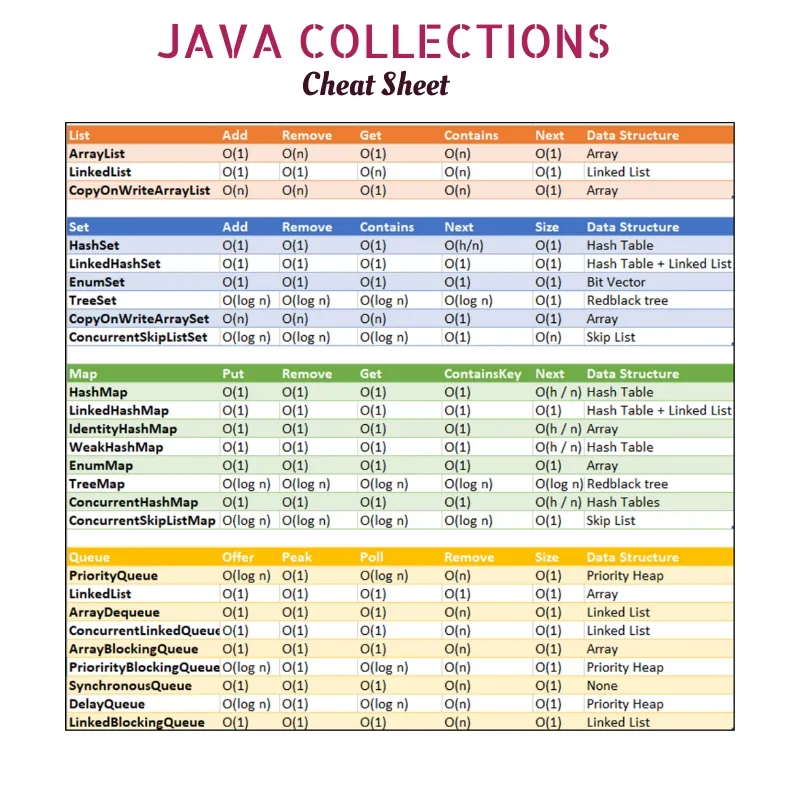 JAVA COLLECTIONS
Cheat Sheet
List Add Remove Get Contains Next Data Structure
ArrayList O(1) O(n) O(1) O(n) O(1) Array
LinkedList O(1) O(1) O(n) O(n) O(1) Linked List
CopyOnWriteArrayList O(n) O(n) O(1) O(n) O(1) Array
Set Add Remove Contains Next Size Data Structure
HashSet O(1) O(1) O(1) O(h/n) O(1) Hash Table
LinkedHashSet O(1) O(1) O(1) O(1) O(1) Hash Table + Linked List
EnumSet O(1) O(1) O(1) O(1) O(1) Bit Vector
TreeSet O(log n) O(log n) O(log n) O(log n) O(1) Redblack tree
CopyOnWriteArraySet O(n) O(n) O(n) O(1) O(1) Array
ConcurrentSkipListSet O(log n) O(log n) O(log n) O(1) O(n) Skip List
Map Put Remove Get ContainsKey Next Data Structure
HashMap O(1) O(1) O(1) O(1) O(h / n) Hash Table
LinkedHashMap O(1) O(1) O(1) O(1) O(1) Hash Table + Linked List
IdentityHashMap O(1) O(1) O(1) O(1) O(h / n) Array
WeakHashMap O(1) O(1) O(1) O(1) O(h / n) Hash Table
EnumMap O(1) O(1) O(1) O(1) O(1) Array
TreeMap O(log n) O(log n) O(log n) O(log n) O(log n) Redblack tree
ConcurrentHashMap O(1) O(1) O(1) O(1) O(h / n) Hash Tables
ConcurrentSkipListMap O(log n) O(log n) O(log n) O(log n) O(1) Skip List
Queue Offer Peak Poll Remove Size Data Structure
PriorityQueue O(log n) O(1) O(log n) O(n) O(1) Priority Heap
LinkedList O(1) O(1) O(1) O(1) O(1) Array
ArrayDequeue O(1) O(1) O(1) O(n) O(1) Linked List
ConcurrentLinkedQueue O(1) O(1) O(1) O(n) O(1) Linked List
ArrayBlockingQueue O(1) O(1) O(1) O(n) O(1) Array
PriorirityBlockingQueue O(log n) O(1) O(log n) O(n) O(1) Priority Heap
SynchronousQueue O(1) O(1) O(1) O(n) O(1) None
DelayQueue O(log n) O(1) O(log n) O(n) O(1) Priority Heap
LinkedBlockingQueue O(1) O(1) O(1) O(n) O(1) Linked List